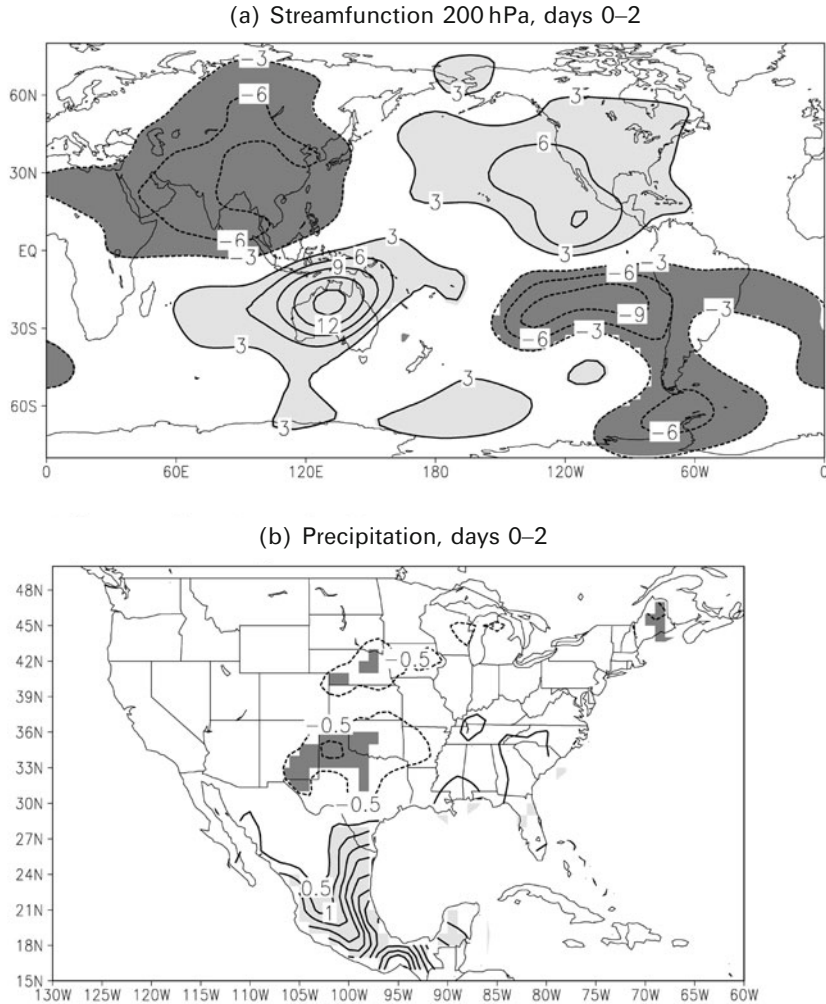 (a) Streamfunction 200 hPa, days 0–2
60N
30N
EQ
30S
60S
0 60E 120E 180 120W 60W 0
−3
−6
3
3
6
3
−6
−3
3
6
9
12
3
3
3
3
−6
−3
−9
−3
−6
−3
−6
(b) Precipitation, days 0–2
48N
45N
42N
39N
36N
33N
30N
27N
24N
21N
18N
15N
130W 125W 120W 115W 110W 105W 100W 95W 90W 85W 80W 75W 70W 65W 60W
−0.5
−0.5
−0.5
0.5
1